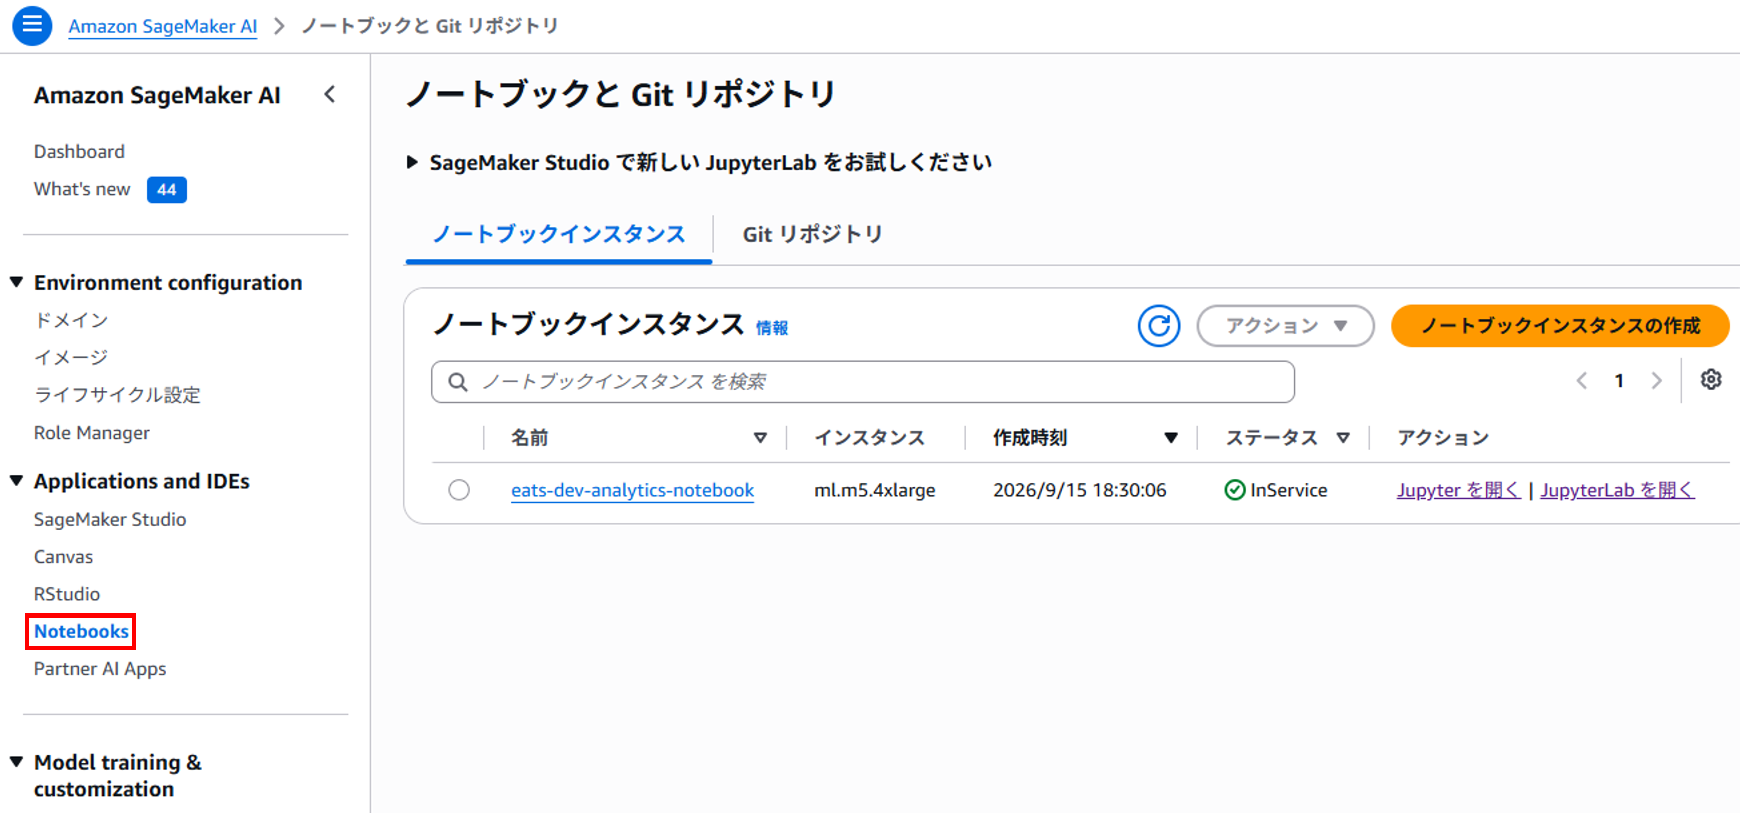 Amazon SageMaker AI > ノートブックと Git リポジトリ
Amazon SageMaker AI
Dashboard
What's new 44
Environment configuration
ドメイン
イメージ
ライフサイクル設定
Role Manager
Applications and IDEs
SageMaker Studio
Canvas
RStudio
Notebooks
Partner AI Apps
Model training &
customization
ノートブックと Git リポジトリ
SageMaker Studio で新しい JupyterLab をお試しください
ノートブックインスタンス Git リポジトリ
ノートブックインスタンス 情報 アクション ノートブックインスタンスの作成
ノートブックインスタンス を検索 1
名前 インスタンス 作成時刻 ステータス アクション
eats-dev-analytics-notebook ml.m5.4xlarge 2026/9/15 18:30:06 InService Jupyter を開く | JupyterLab を開く